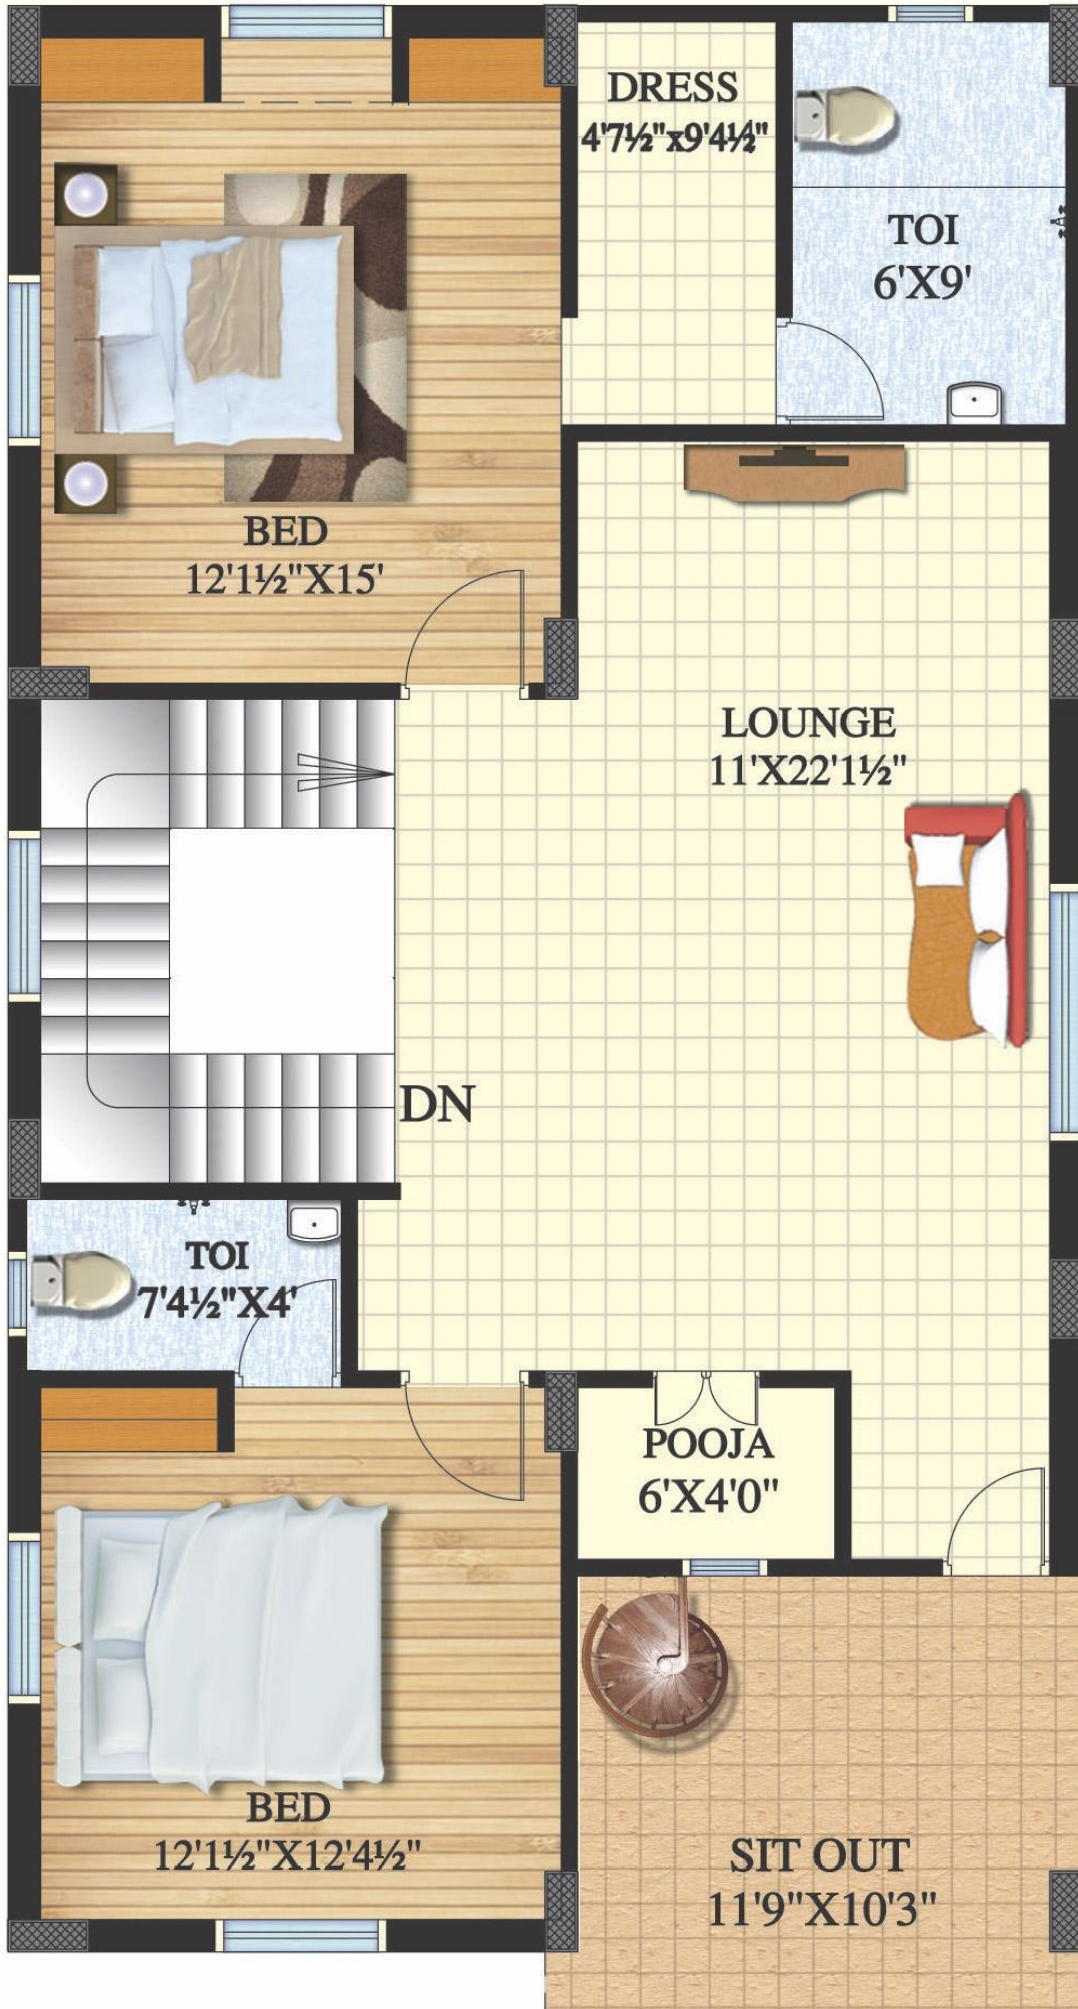 DRESS
4'7½"x9'4½"
TOI
6'X9'
BED
12'1½"X15'
LOUNGE
11'X22'1½"
DN
TOI
7'4½"X4'
POOJA
6'X4'0"
BED
12'1½"X12'4½"
SIT OUT
11'9"X10'3"